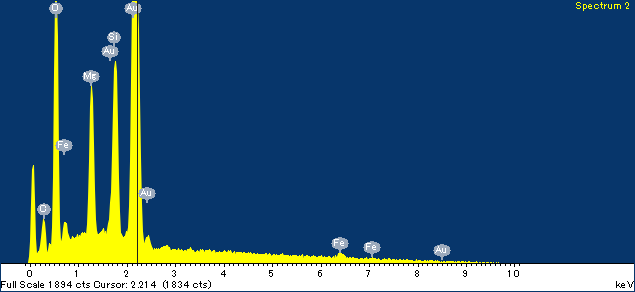 Spectrum 2
O Au
Si
Au
Mg
Fe
Au
O
Fe Fe Au
0 1 2 3 4 5 6 7 8 9 10
Full Scale 1894 cts Cursor: 2.214 (1834 cts) keV